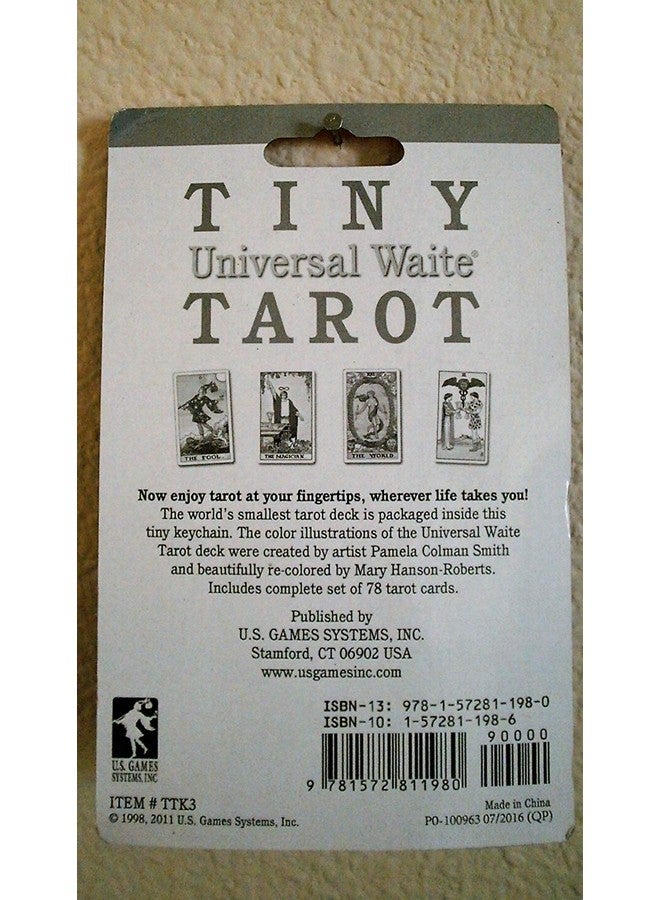 TINY
Universal Waite®
TAROT
THE FOOL.
THE MAGICIAN.
XXI
THE WORLD.
II
Now enjoy tarot at your fingertips, wherever life takes you!
The world's smallest tarot deck is packaged inside this
tiny keychain. The color illustrations of the Universal Waite
Tarot deck were created by artist Pamela Colman Smith
and beautifully re-colored by Mary Hanson-Roberts.
Includes complete set of 78 tarot cards.
Published by
U.S. GAMES SYSTEMS, INC.
Stamford, CT 06902 USA
www.usgamesinc.com
ISBN-13: 978-1-57281-198-0
ISBN-10: 1-57281-198-6
90000
9 781572 811980
U.S. GAMES
SYSTEMS, INC
ITEM # TTK3
© 1998, 2011 U.S. Games Systems, Inc.
Made in China
PO-100963 07/2016 (QP)